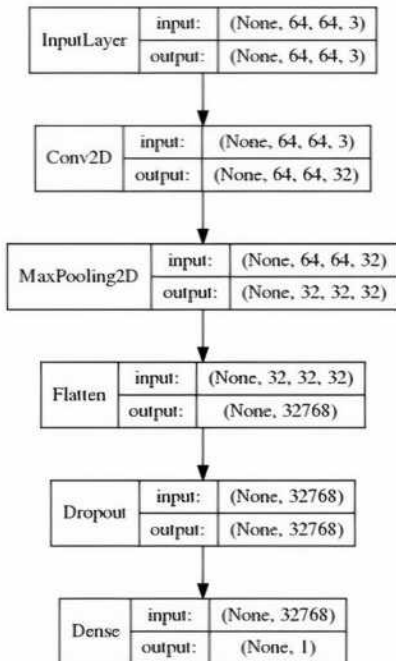 InputLayer input: (None, 64, 64, 3)
output: (None, 64, 64, 3)
Conv2D input: (None, 64, 64, 3)
output: (None, 64, 64, 32)
MaxPooling2D input: (None, 64, 64, 32)
output: (None, 32, 32, 32)
Flatten input: (None, 32, 32, 32)
output: (None, 32768)
Dropout input: (None, 32768)
output: (None, 32768)
Dense input: (None, 32768)
output: (None, 1)